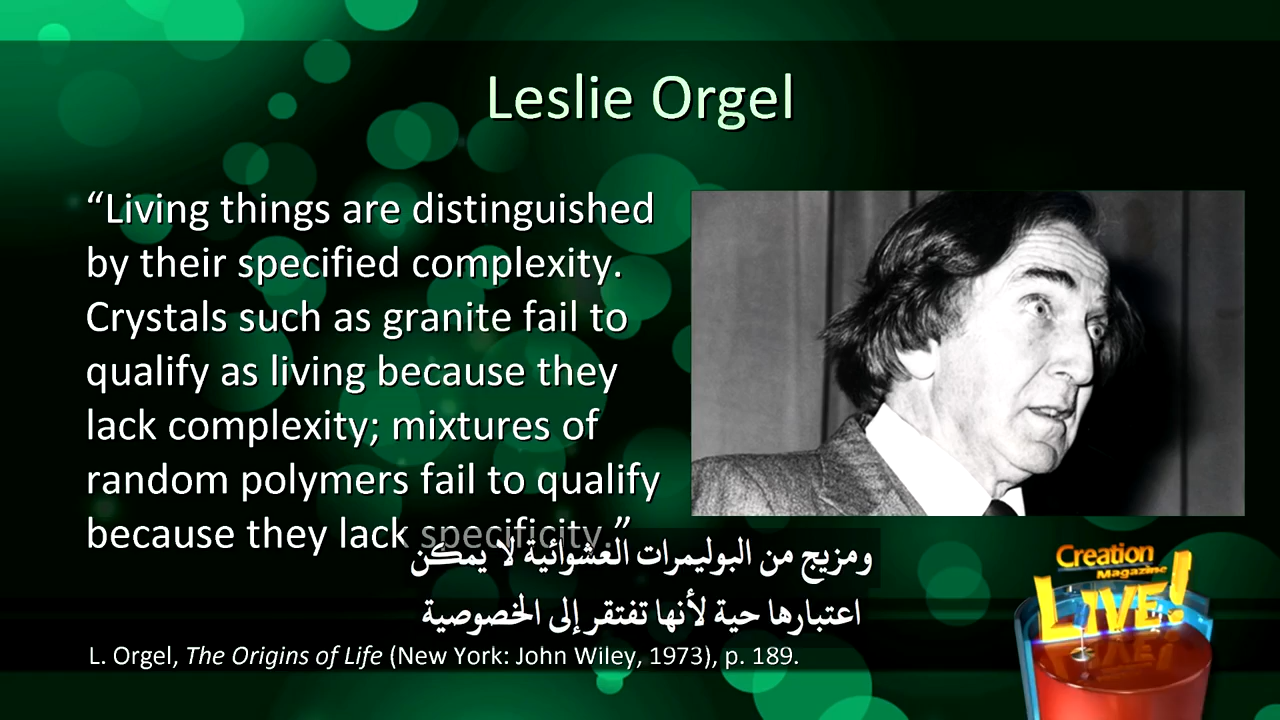 Leslie Orgel
“Living things are distinguished
by their specified complexity.
Crystals such as granite fail to
qualify as living because they
lack complexity; mixtures of
random polymers fail to qualify
because they lack specificity.”
ومزيج من البوليمرات العشوائية لا يمكن
اعتبارها حية لأنها تفتقر إلى الخصوصية
L. Orgel, The Origins of Life (New York: John Wiley, 1973), p. 189.
Creation
Magazine
LIVE!